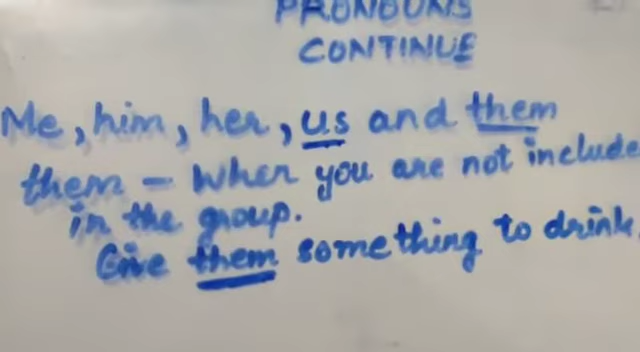 PRONOUNS
CONTINUE
Me, him, her, us and them
them - When you are not include
in the group.
Give them something to drink.